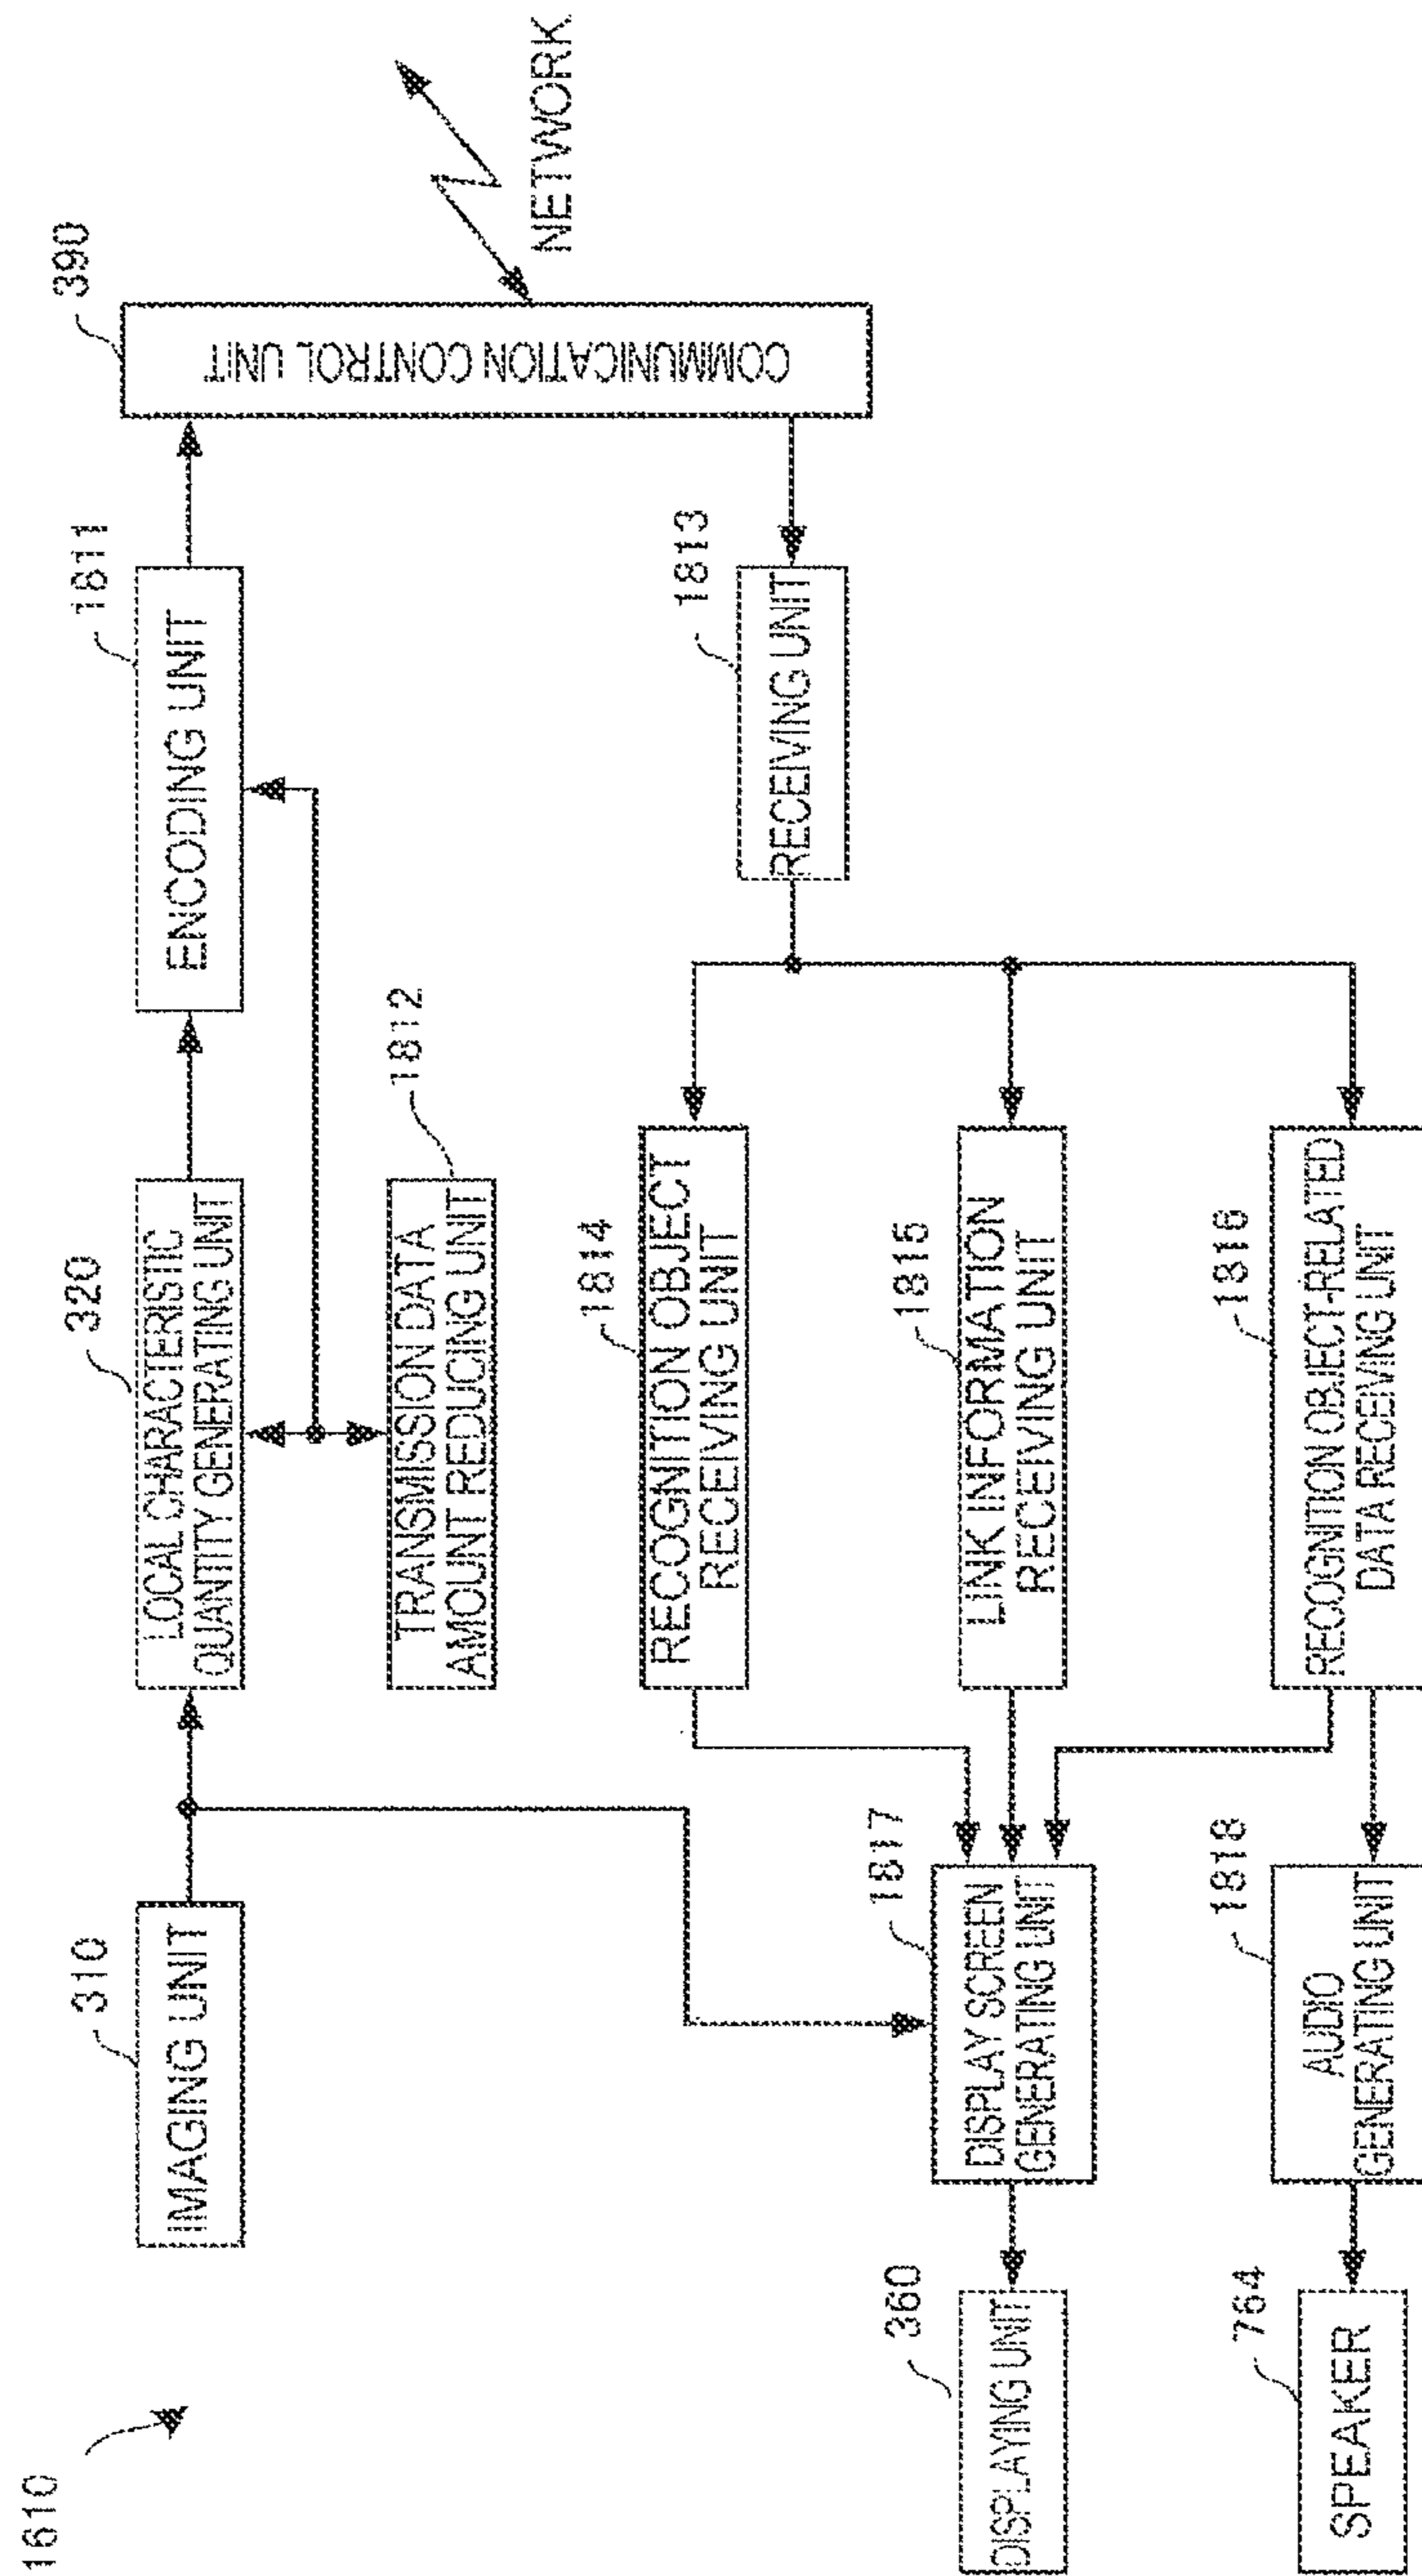 1610
310
IMAGING UNIT
320
LOCAL CHARACTERISTIC
QUANTITY GENERATING UNIT
1811
ENCODING UNIT
390
COMMUNICATION CONTROL UNIT
NETWORK
1812
TRANSMISSION DATA
AMOUNT REDUCING UNIT
1813
RECEIVING UNIT
1814
RECOGNITION OBJECT
RECEIVING UNIT
1815
LINK INFORMATION
RECEIVING UNIT
1816
RECOGNITION OBJECT-RELATED
DATA RECEIVING UNIT
1817
DISPLAY SCREEN
GENERATING UNIT
360
DISPLAYING UNIT
1818
AUDIO
GENERATING UNIT
764
SPEAKER